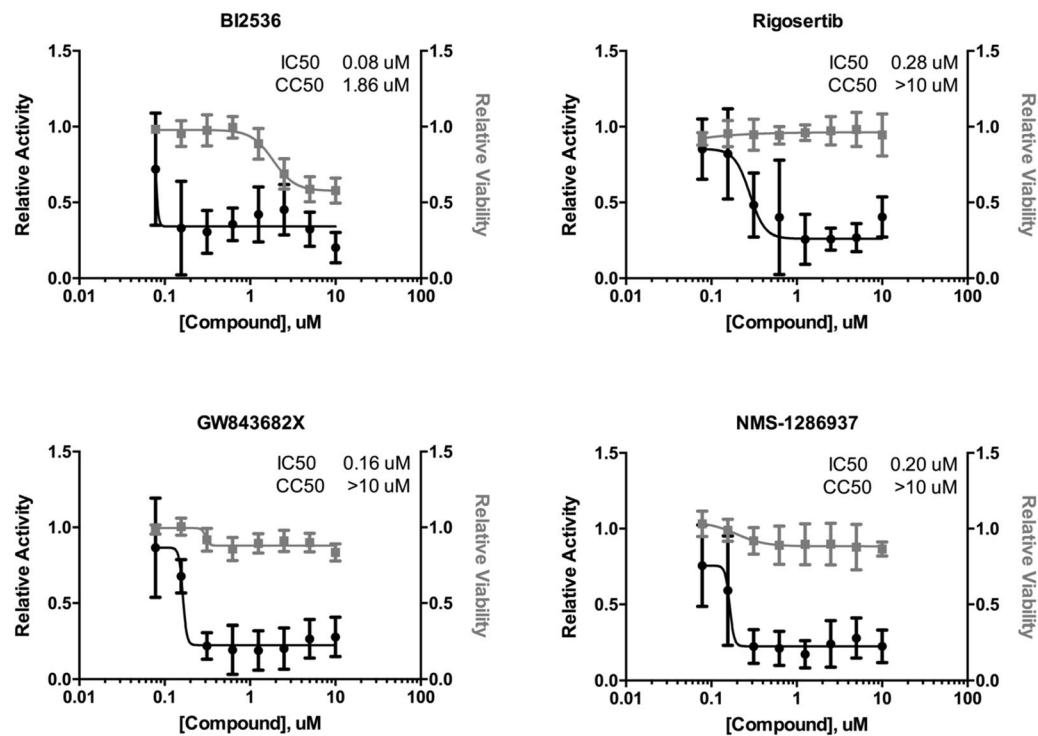 BI2536
1.5
1.0
0.5
0.0
Relative Activity
IC50 0.08 uM
CC50 1.86 uM
1.5
1.0
0.5
0.0
Relative Viability
0.01 0.1 1 10 100
[Compound], uM
Rigosertib
1.5
1.0
0.5
0.0
Relative Activity
IC50 0.28 uM
CC50 >10 uM
1.5
1.0
0.5
0.0
Relative Viability
0.01 0.1 1 10 100
[Compound], uM
GW843682X
1.5
1.0
0.5
0.0
Relative Activity
IC50 0.16 uM
CC50 >10 uM
1.5
1.0
0.5
0.0
Relative Viability
0.01 0.1 1 10 100
[Compound], uM
NMS-1286937
1.5
1.0
0.5
0.0
Relative Activity
IC50 0.20 uM
CC50 >10 uM
1.5
1.0
0.5
0.0
Relative Viability
0.01 0.1 1 10 100
[Compound], uM